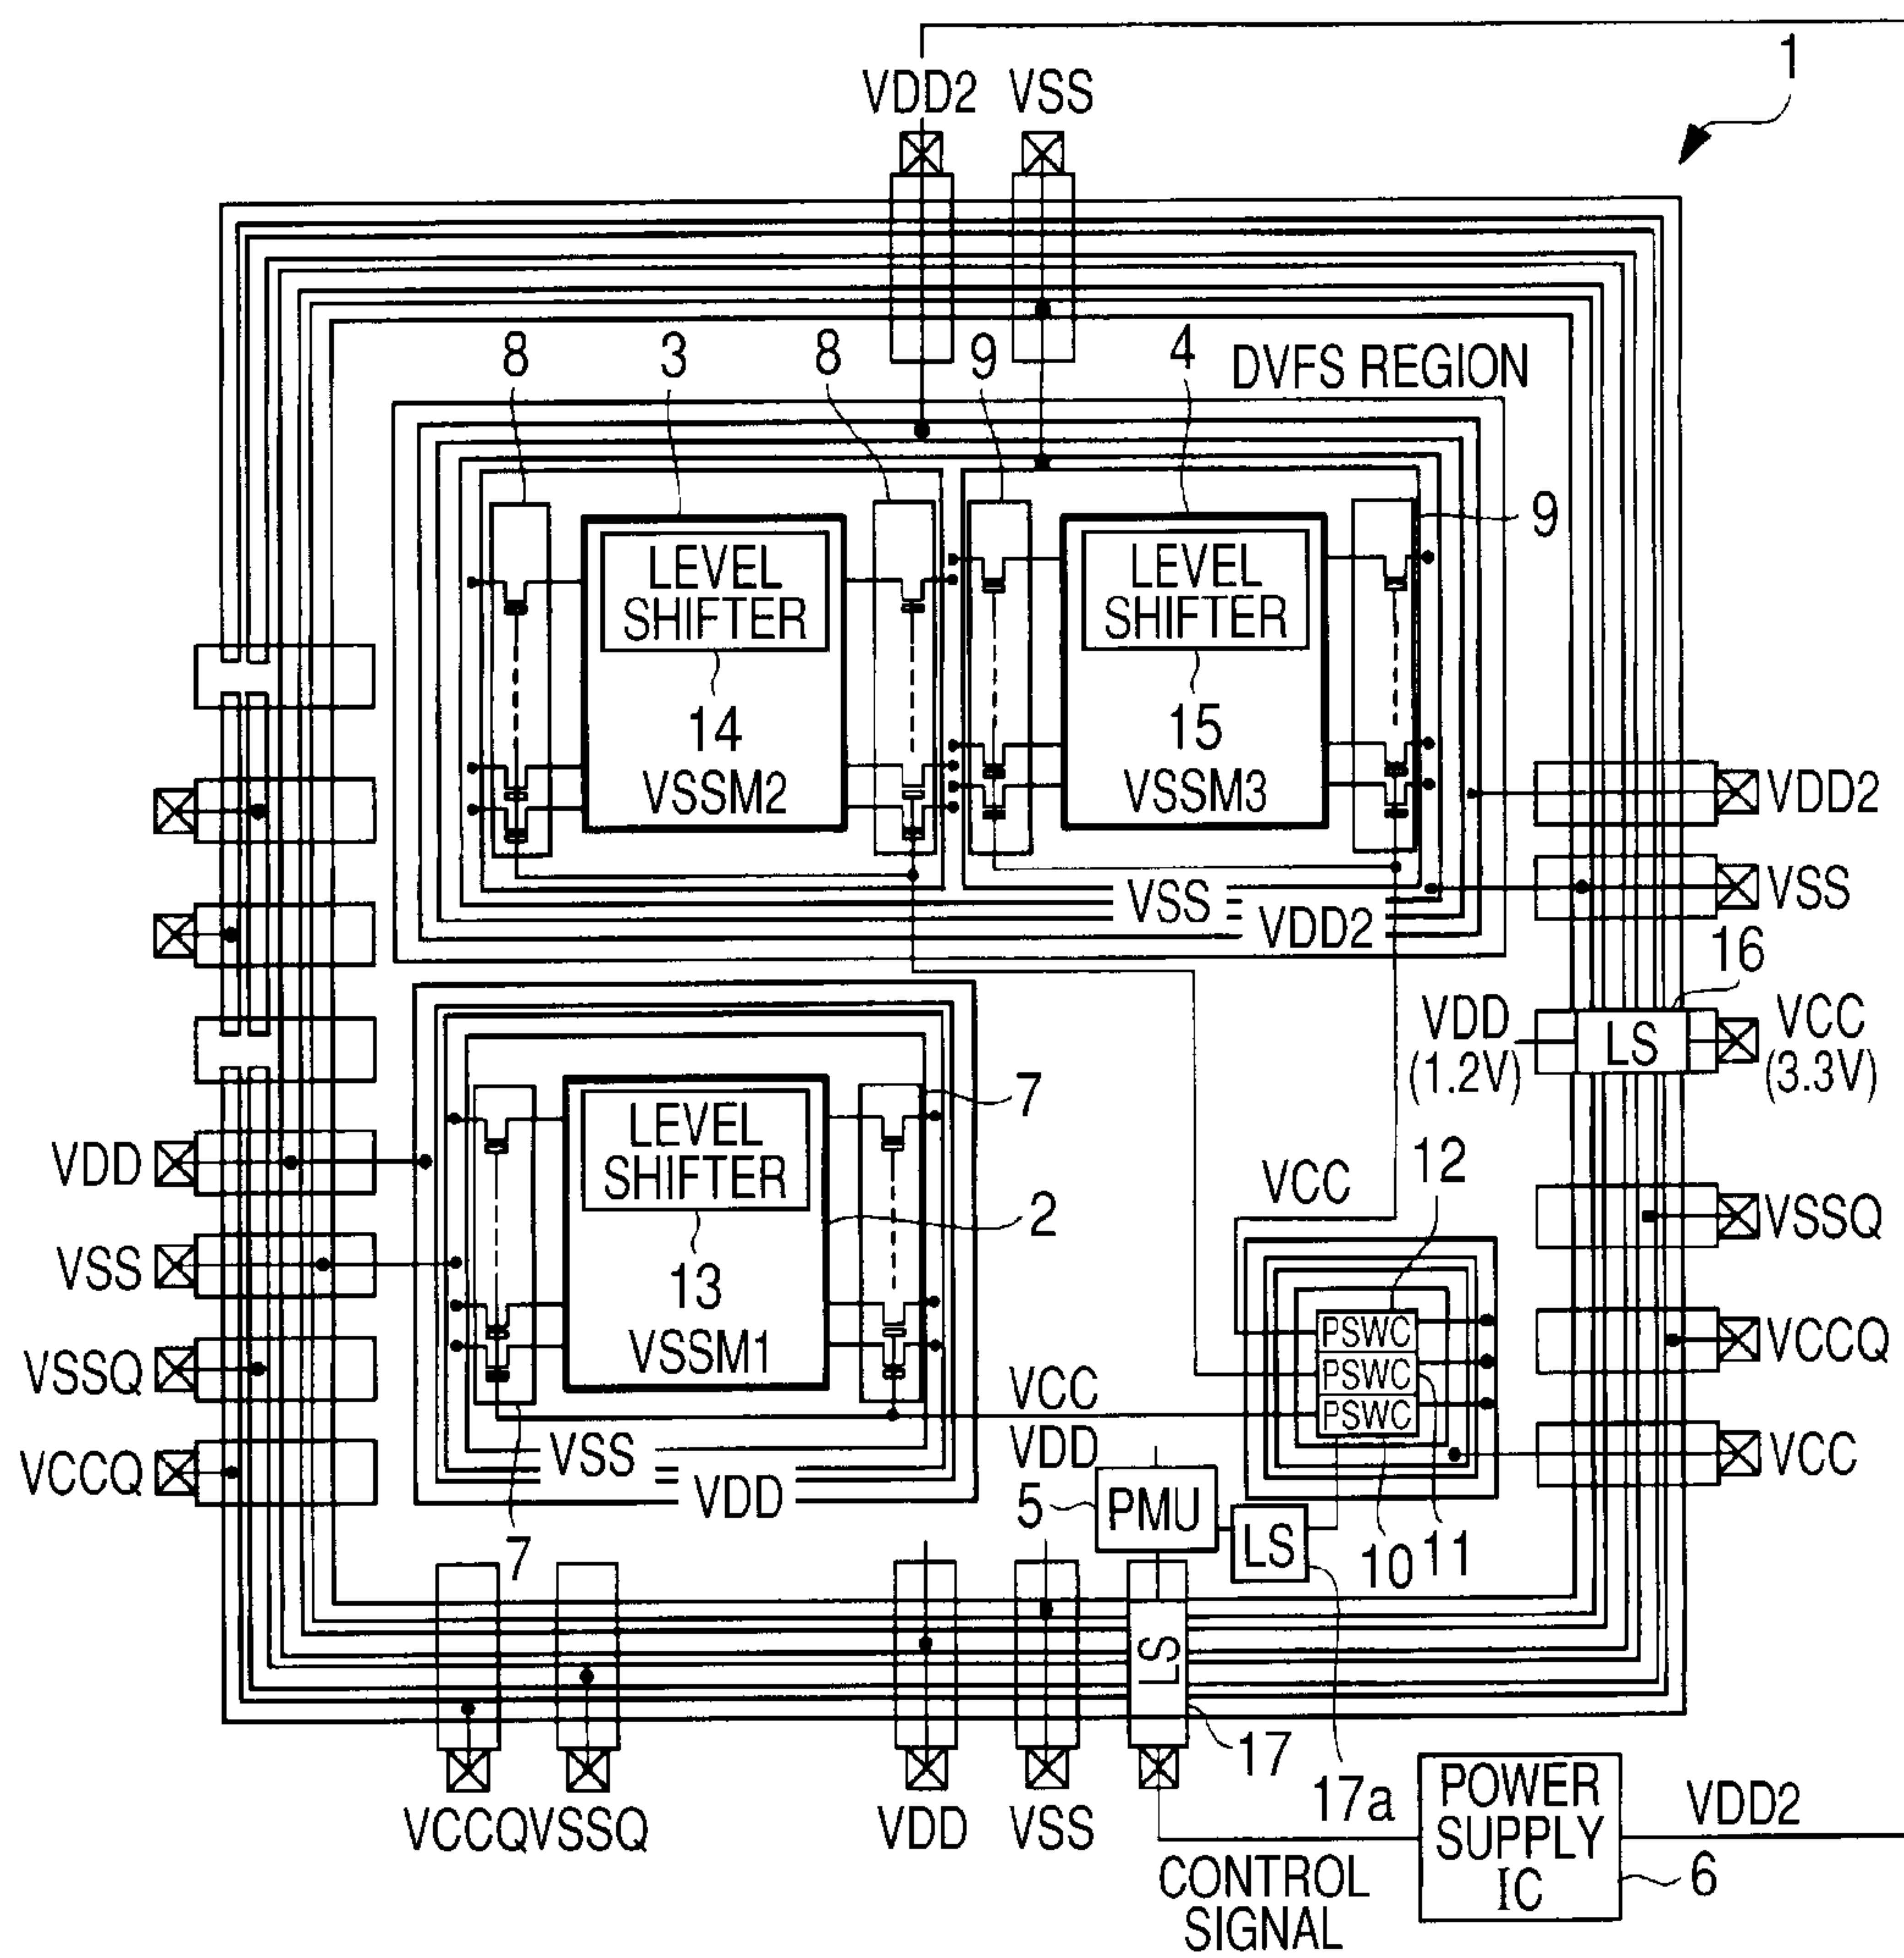 1
VDD2 VSS
8 3 8 9 4 DVFS REGION
9
LEVEL SHIFTER
14
VSSM2
LEVEL SHIFTER
15
VSSM3
VSS
VDD2
VDD2
VSS
16
VDD (1.2V)
LS
VCC (3.3V)
7
LEVEL SHIFTER
2
13
VSSM1
VSS
VDD
7
VDD
VSS
VSSQ
VCCQ
VCC
12
PSWC
PSWC
PSWC
VCC
VDD
5
PMU
LS
10
11
VSSQ
VCCQ
VCC
LS
17
17a
VCCQ VSSQ VDD VSS
CONTROL SIGNAL
POWER SUPPLY IC
VDD2
6